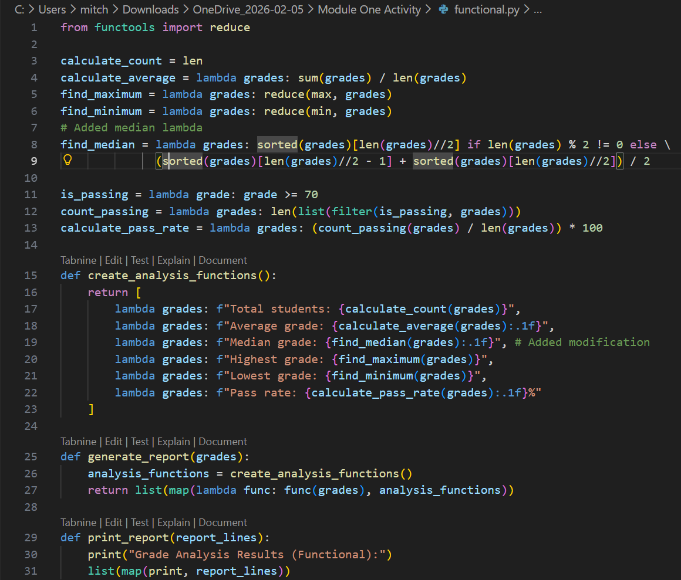 C: > Users > mitch > Downloads > OneDrive_2026-02-05 > Module One Activity > functional.py > ...
1 from functools import reduce
2
3 calculate_count = len
4 calculate_average = lambda grades: sum(grades) / len(grades)
5 find_maximum = lambda grades: reduce(max, grades)
6 find_minimum = lambda grades: reduce(min, grades)
7 # Added median lambda
8 find_median = lambda grades: sorted(grades)[len(grades)//2] if len(grades) % 2 != 0 else \
9 (sorted(grades)[len(grades)//2 - 1] + sorted(grades)[len(grades)//2]) / 2
10
11 is_passing = lambda grade: grade >= 70
12 count_passing = lambda grades: len(list(filter(is_passing, grades)))
13 calculate_pass_rate = lambda grades: (count_passing(grades) / len(grades)) * 100
14
Tabnine | Edit | Test | Explain | Document
15 def create_analysis_functions():
16 return [
17 lambda grades: f"Total students: {calculate_count(grades)}",
18 lambda grades: f"Average grade: {calculate_average(grades):.1f}",
19 lambda grades: f"Median grade: {find_median(grades):.1f}", # Added modification
20 lambda grades: f"Highest grade: {find_maximum(grades)}",
21 lambda grades: f"Lowest grade: {find_minimum(grades)}",
22 lambda grades: f"Pass rate: {calculate_pass_rate(grades):.1f}%"
23 ]
24
Tabnine | Edit | Test | Explain | Document
25 def generate_report(grades):
26 analysis_functions = create_analysis_functions()
27 return list(map(lambda func: func(grades), analysis_functions))
28
Tabnine | Edit | Test | Explain | Document
29 def print_report(report_lines):
30 print("Grade Analysis Results (Functional):")
31 list(map(print, report_lines))